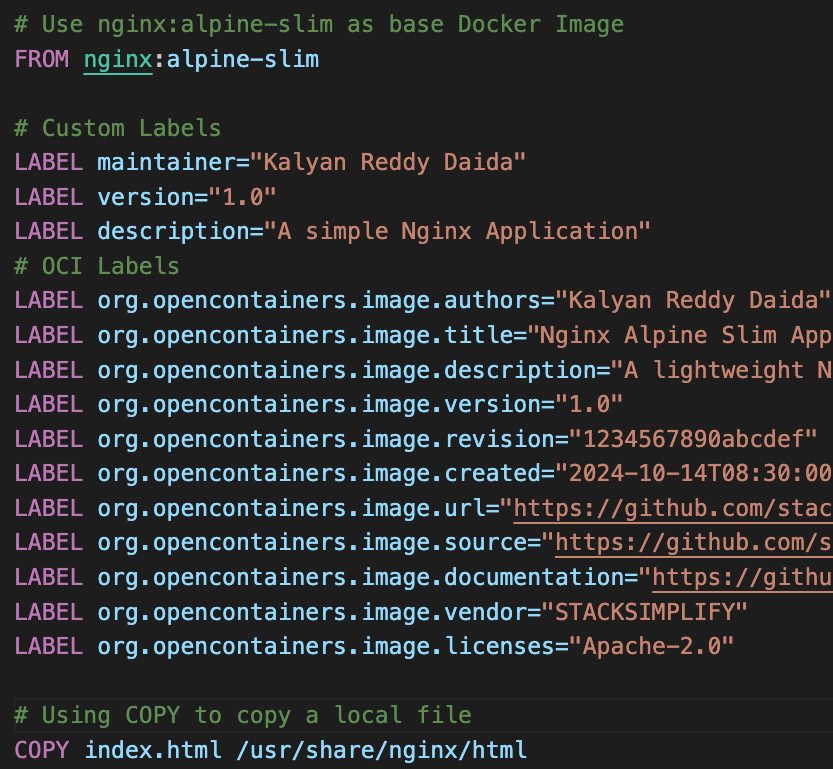 # Use nginx:alpine-slim as base Docker Image
FROM nginx:alpine-slim
# Custom Labels
LABEL maintainer="Kalyan Reddy Daida"
LABEL version="1.0"
LABEL description="A simple Nginx Application"
# OCI Labels
LABEL org.opencontainers.image.authors="Kalyan Reddy Daida"
LABEL org.opencontainers.image.title="Nginx Alpine Slim App
LABEL org.opencontainers.image.description="A lightweight N
LABEL org.opencontainers.image.version="1.0"
LABEL org.opencontainers.image.revision="1234567890abcdef"
LABEL org.opencontainers.image.created="2024-10-14T08:30:00
LABEL org.opencontainers.image.url="https://github.com/stac
LABEL org.opencontainers.image.source="https://github.com/s
LABEL org.opencontainers.image.documentation="https://githu
LABEL org.opencontainers.image.vendor="STACKSIMPLIFY"
LABEL org.opencontainers.image.licenses="Apache-2.0"
# Using COPY to copy a local file
COPY index.html /usr/share/nginx/html